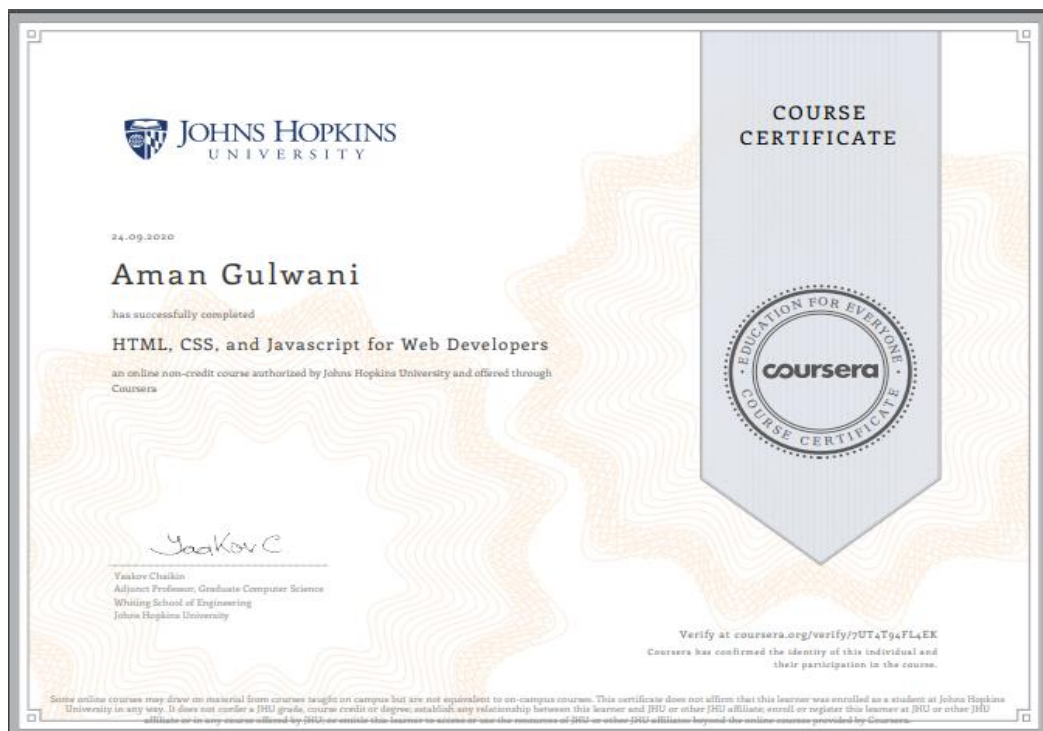 JOHNS HOPKINS
UNIVERSITY
COURSE
CERTIFICATE
24.09.2020
Aman Gulwani
has successfully completed
HTML, CSS, and Javascript for Web Developers
an online non-credit course authorized by Johns Hopkins University and offered through
Coursera
EDUCATION FOR EVERYONE
coursera
COURSE CERTIFICATE
Yaakov C
Yaakov Chaikin
Adjunct Professor, Graduate Computer Science
Whiting School of Engineering
Johns Hopkins University
Verify at coursera.org/verify/7UT4T94FL4EK
Coursera has confirmed the identity of this individual and
their participation in the course.
Some online courses may draw on material from courses taught on campus but are not equivalent to on-campus courses. This certificate does not affirm that this learner was enrolled as a student at Johns Hopkins
University in any way. It does not confer a JHU grade, course credit or degree, establish any relationship between this learner and JHU or other JHU affiliate, enroll or register this learner at JHU or other JHU
affiliate or in any course offered by JHU, or entitle this learner to access or use the resources of JHU or other JHU affiliates beyond the online courses provided by Coursera.